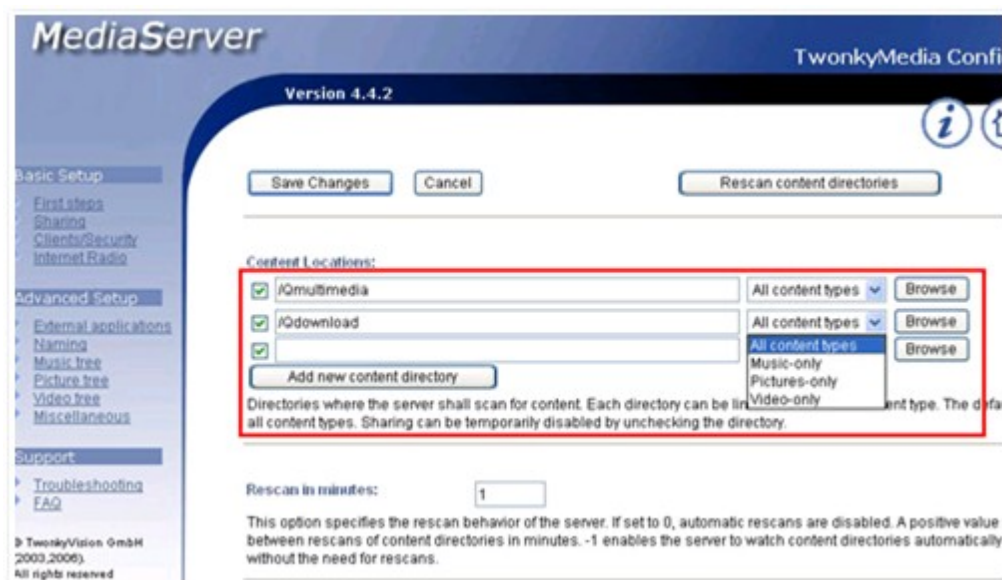 MediaServer
TwonkyMedia Confi
Version 4.4.2
Basic Setup
First steps
Sharing
Clients/Security
Internet Radio
Advanced Setup
External applications
Naming
Music tree
Picture tree
Video tree
Miscellaneous
Support
Troubleshooting
FAQ
© TwonkyVision GmbH
(2003,2006).
All rights reserved
Save Changes
Cancel
Rescan content directories
Content Locations:
/Qmultimedia
All content types
Browse
/Qdownload
All content types
Browse
All content types
Music-only
Pictures-only
Video-only
Browse
Add new content directory
Directories where the server shall scan for content. Each directory can be ent type. The defa
all content types. Sharing can be temporarily disabled by unchecking the directory.
Rescan in minutes:
1
This option specifies the rescan behavior of the server. If set to 0, automatic rescans are disabled. A positive value
between rescans of content directories in minutes. -1 enables the server to watch content directories automatically
without the need for rescans.